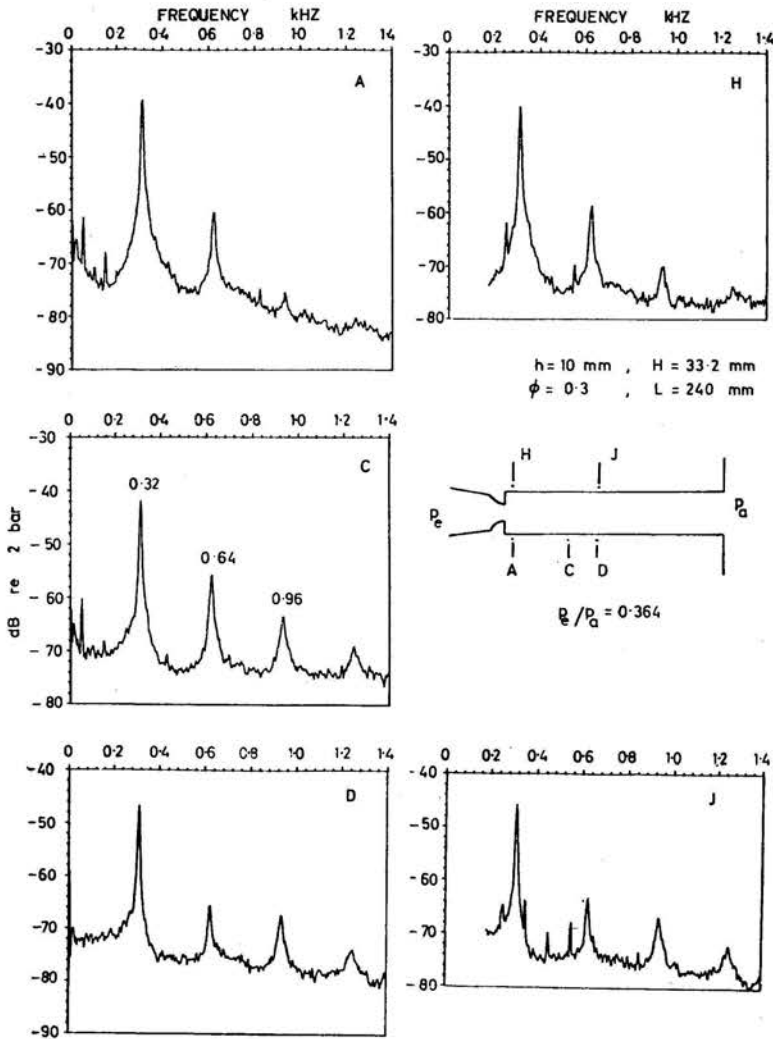 FREQUENCY kHZ
0 0·2 0·4 0·6 0·8 1·0 1·2 1·4
-30
-40
-50
-60
-70
-80
-90
A
FREQUENCY kHZ
0 0·2 0·4 0·6 0·8 1·0 1·2 1·4
-30
-40
-50
-60
-70
-80
H
h = 10 mm , H = 33·2 mm
ϕ = 0·3 , L = 240 mm
dB re 2 bar
0 0·2 0·4 0·6 0·8 1·0 1·2 1·4
-30
-40
-50
-60
-70
-80
C
0·32
0·64
0·96
H J
Pe Pa
A C D
Pe/Pa = 0·364
0 0·2 0·4 0·6 0·8 1·0 1·2 1·4
-40
-50
-60
-70
-80
-90
D
0 0·2 0·4 0·6 0·8 1·0 1·2 1·4
-40
-50
-60
-70
-80
J